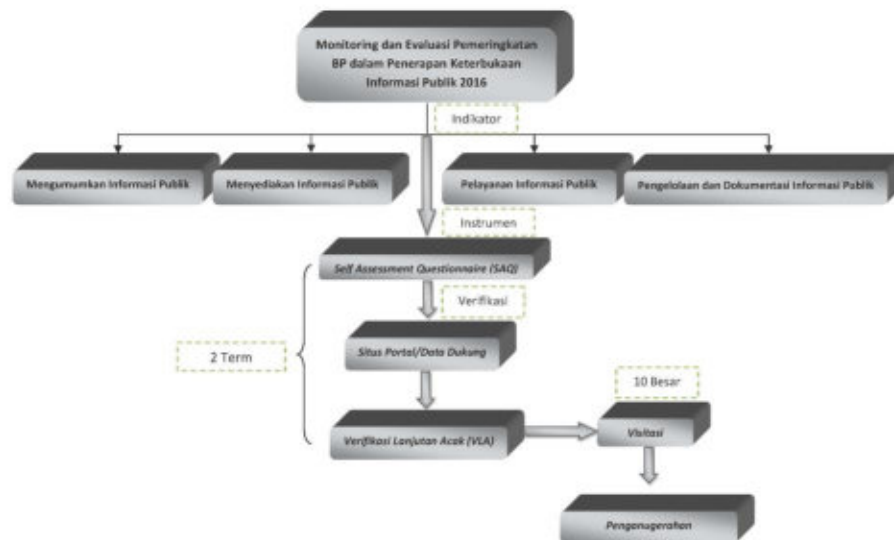 Monitoring dan Evaluasi Pemeringkatan
BP dalam Penerapan Keterbukaan
Informasi Publik 2016
Indikator
Mengumumkan Informasi Publik
Menyediakan Informasi Publik
Pelayanan Informasi Publik
Pengelolaan dan Dokumentasi Informasi Publik
Instrumen
Self Assessment Questionnaire (SAQ)
Verifikasi
2 Term
Situs Portal/Data Dukung
10 Besar
Verifikasi Lanjutan Acak (VLA)
Visitasi
Penganugerahan